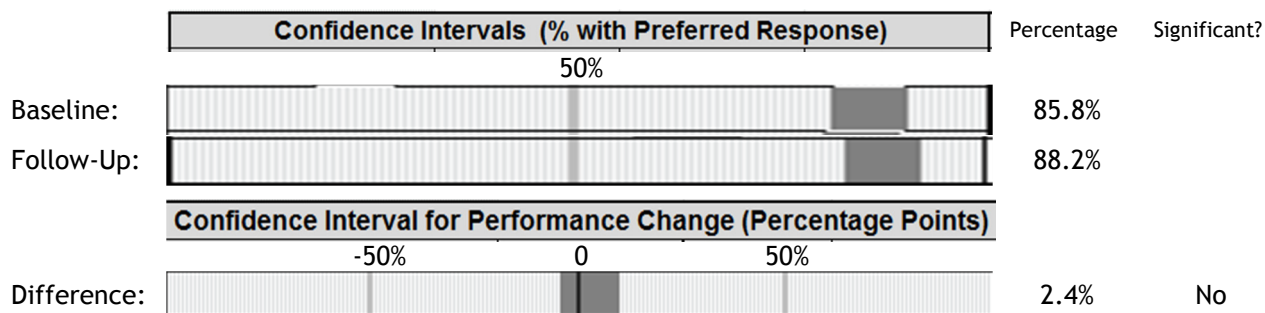 Confidence Intervals (% with Preferred Response) Percentage Significant?
50%
Baseline: 85.8%
Follow-Up: 88.2%
Confidence Interval for Performance Change (Percentage Points)
-50% 0 50%
Difference: 2.4% No